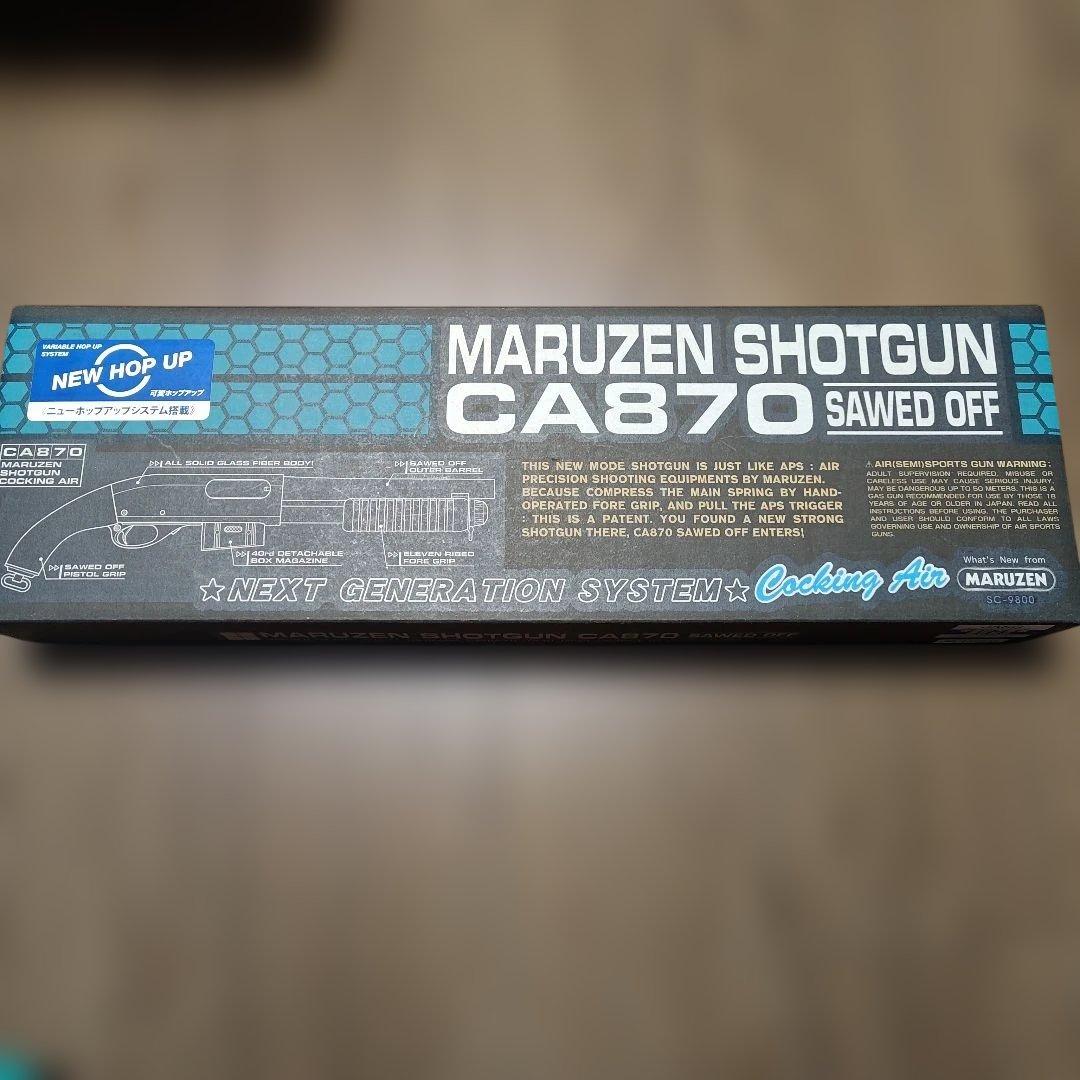 VARIABLE HOP UP
SYSTEM
NEW HOP UP
可変ホップアップ
《ニューホップアップシステム搭載》
MARUZEN SHOTGUN
CA870 SAWED OFF
CA870
MARUZEN
SHOTGUN
COCKING AIR
ALL SOLID GLASS FIBER BODY!
SAWED OFF
OUTER BARREL
SAWED OFF
PISTOL GRIP
40rd DETACHABLE
BOX MAGAZINE
ELEVEN RIBED
FORE GRIP
THIS NEW MODE SHOTGUN IS JUST LIKE APS : AIR
PRECISION SHOOTING EQUIPMENTS BY MARUZEN.
BECAUSE COMPRESS THE MAIN SPRING BY HAND-
OPERATED FORE GRIP, AND PULL THE APS TRIGGER
: THIS IS A PATENT. YOU FOUND A NEW STRONG
SHOTGUN THERE, CA870 SAWED OFF ENTERS!
⚠AIR(SEMI)SPORTS GUN WARNING:
ADULT SUPERVISION REQUIRED. MISUSE OR
CARELESS USE MAY CAUSE SERIOUS INJURY.
MAY BE DANGEROUS UP TO 50 METERS. THIS IS A
GAS GUN RECOMMENDED FOR USE BY THOSE 18
YEARS OF AGE OR OLDER IN JAPAN. READ ALL
INSTRUCTIONS BEFORE USING. THE PURCHASER
AND USER SHOULD CONFORM TO ALL LAWS
GOVERNING USE AND OWNERSHIP OF AIR SPORTS
GUNS.
☆NEXT GENERATION SYSTEM☆
Cocking Air
What's New from
MARUZEN
SC-9800
MARUZEN SHOTGUN CA870 SAWED OFF